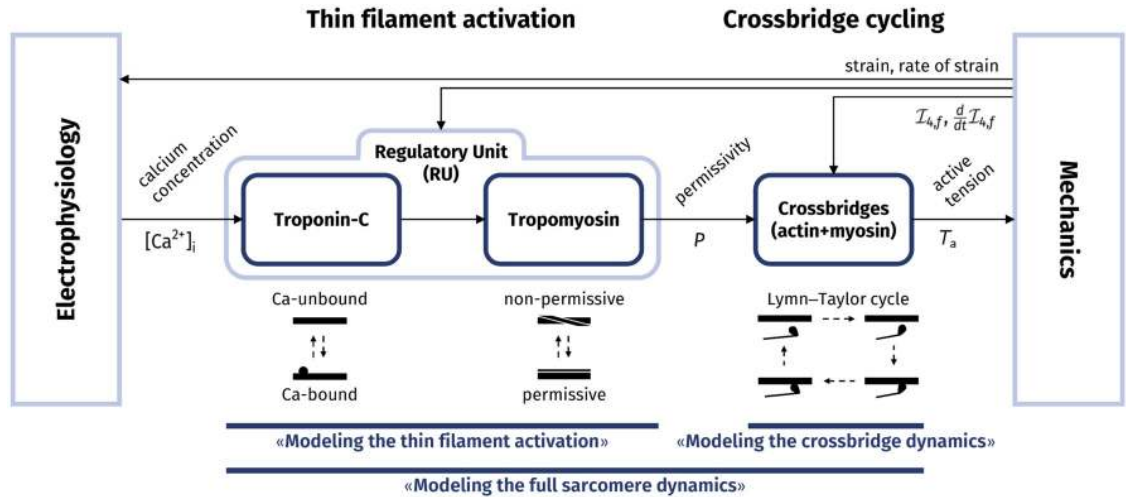 Thin filament activation
Crossbridge cycling
Electrophysiology
Mechanics
strain, rate of strain
𝓘₄,f, d/dt 𝓘₄,f
calcium
concentration
[Ca²⁺]ᵢ
Regulatory Unit
(RU)
Troponin-C
Tropomyosin
permissivity
P
Crossbridges
(actin+myosin)
active
tension
Tₐ
Ca-unbound
Ca-bound
non-permissive
permissive
Lymn–Taylor cycle
«Modeling the thin filament activation»
«Modeling the crossbridge dynamics»
«Modeling the full sarcomere dynamics»